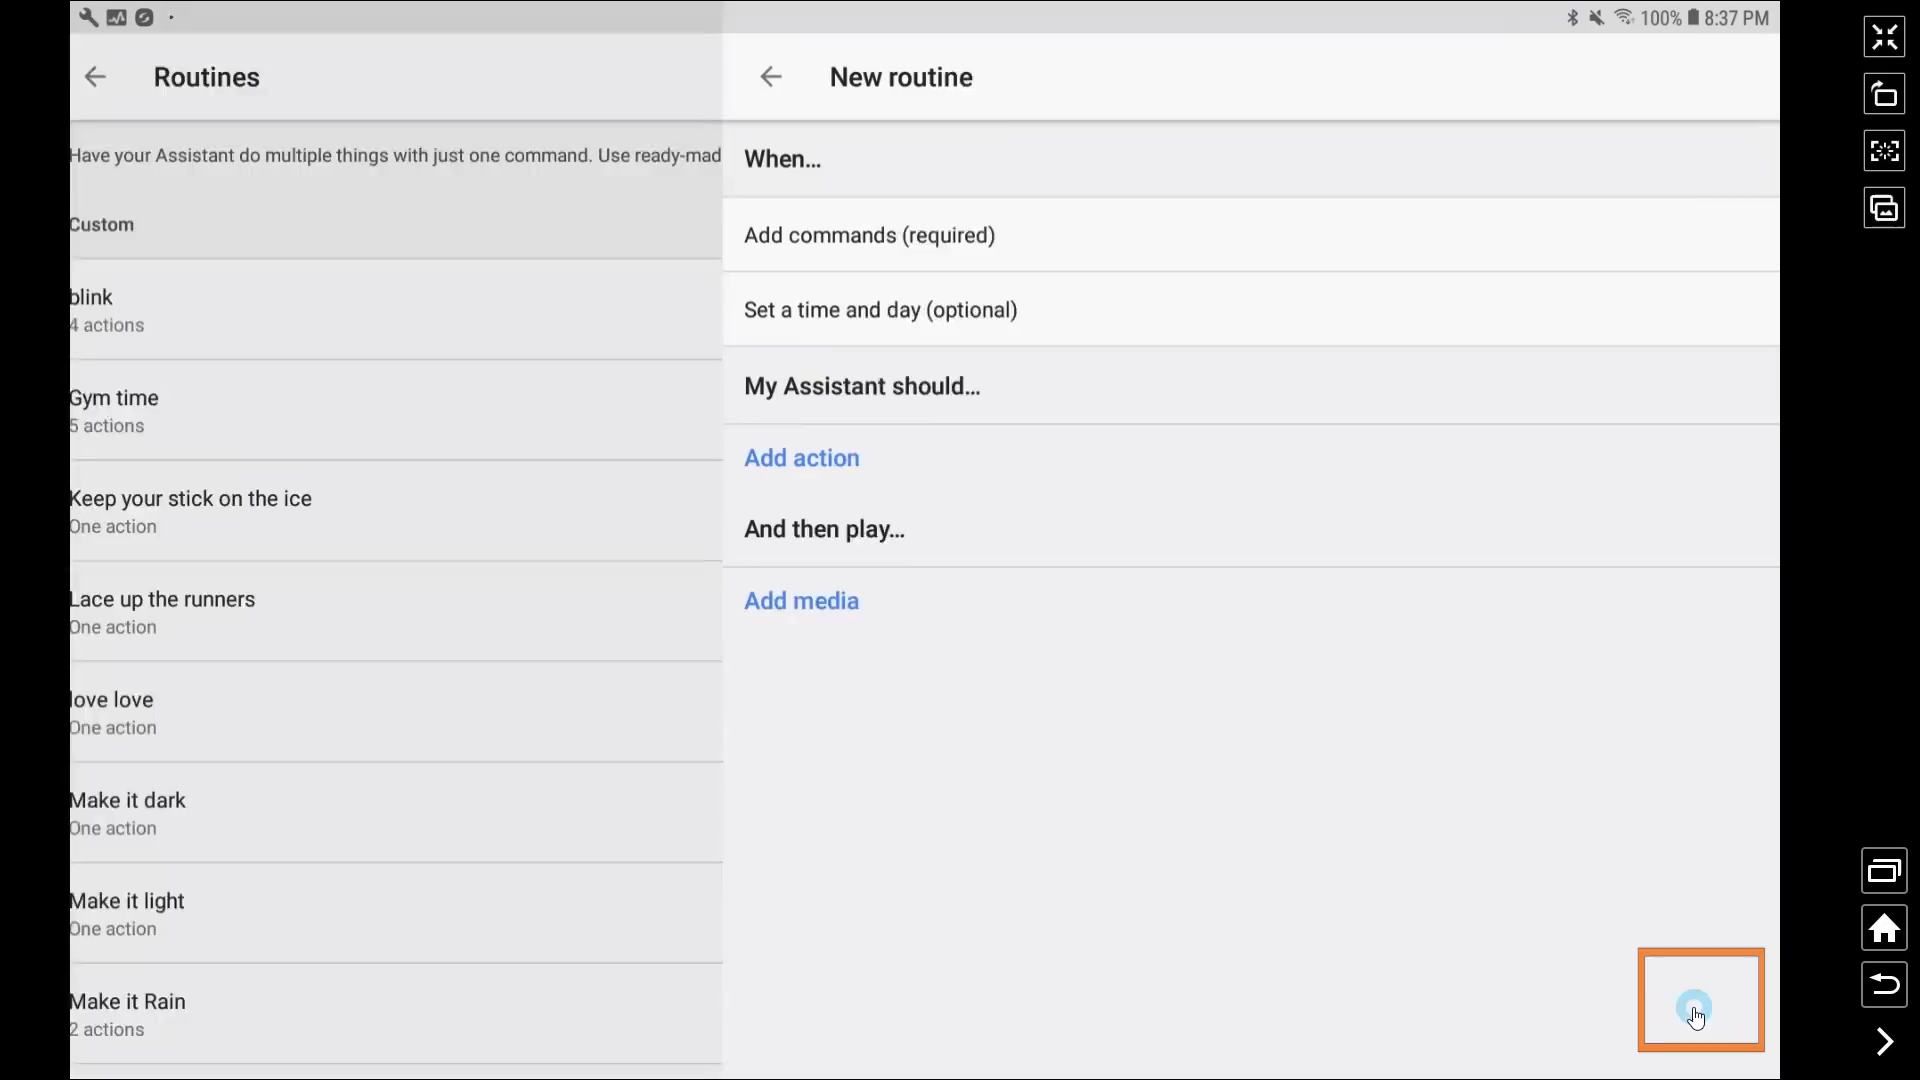 100% 8:37 PM
Routines
Have your Assistant do multiple things with just one command. Use ready-mad
Custom
blink
4 actions
Gym time
5 actions
Keep your stick on the ice
One action
Lace up the runners
One action
love love
One action
Make it dark
One action
Make it light
One action
Make it Rain
2 actions
New routine
When...
Add commands (required)
Set a time and day (optional)
My Assistant should...
Add action
And then play...
Add media